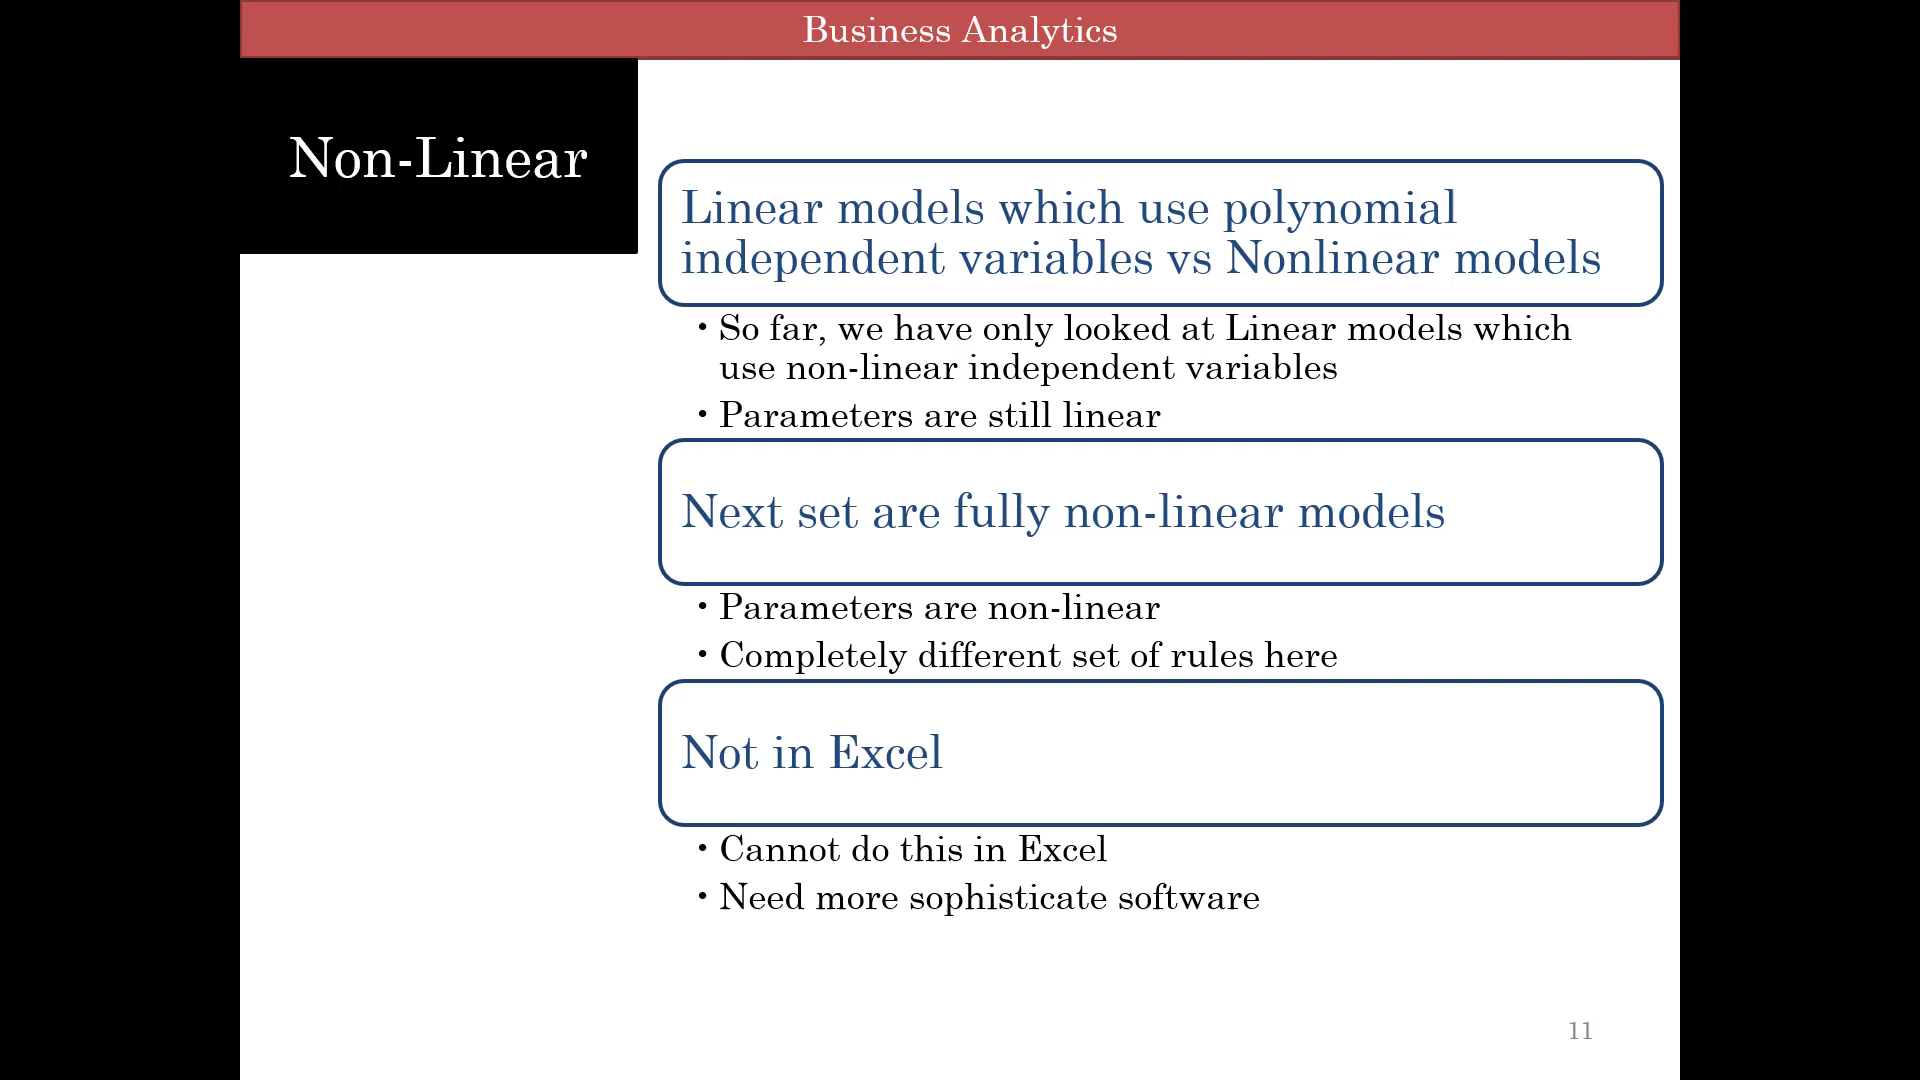 Business Analytics
Non-Linear
Linear models which use polynomial
independent variables vs Nonlinear models
• So far, we have only looked at Linear models which
use non-linear independent variables
• Parameters are still linear
Next set are fully non-linear models
• Parameters are non-linear
• Completely different set of rules here
Not in Excel
• Cannot do this in Excel
• Need more sophisticate software
11